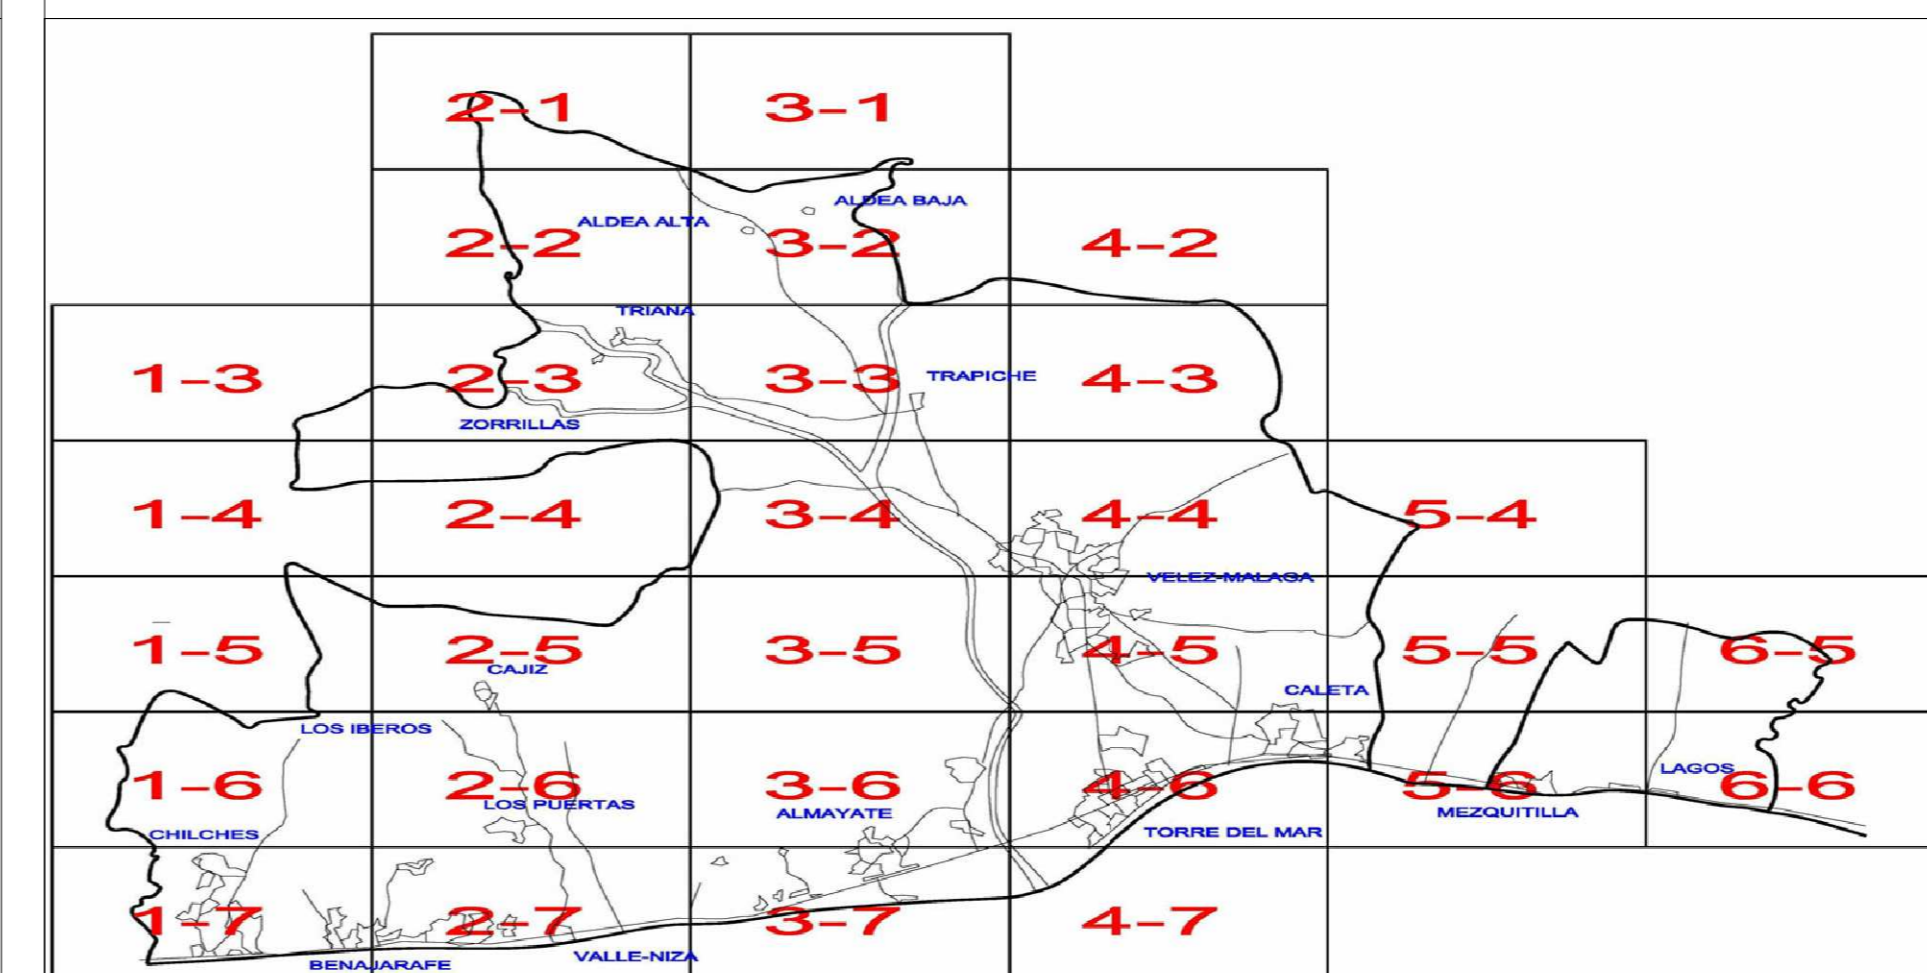 2-1 3-1
ALDEA BAJA
ALDEA ALTA
2-2 3-2 4-2
TRIANA
1-3 2-3 3-3 TRAPICHE 4-3
ZORRILLAS
1-4 2-4 3-4 4-4 5-4
VELEZ-MALAGA
1-5 2-5 3-5 4-5 5-5 6-5
CAJIZ
CALETA
LOS IBEROS
LAGOS
1-6 2-6 3-6 4-6 5-6 6-6
LOS PUERTAS
ALMAYATE
MEZQUITILLA
CHILCHES
TORRE DEL MAR
1-7 2-7 3-7 4-7
VALLE-NIZA
BENAJARAFE